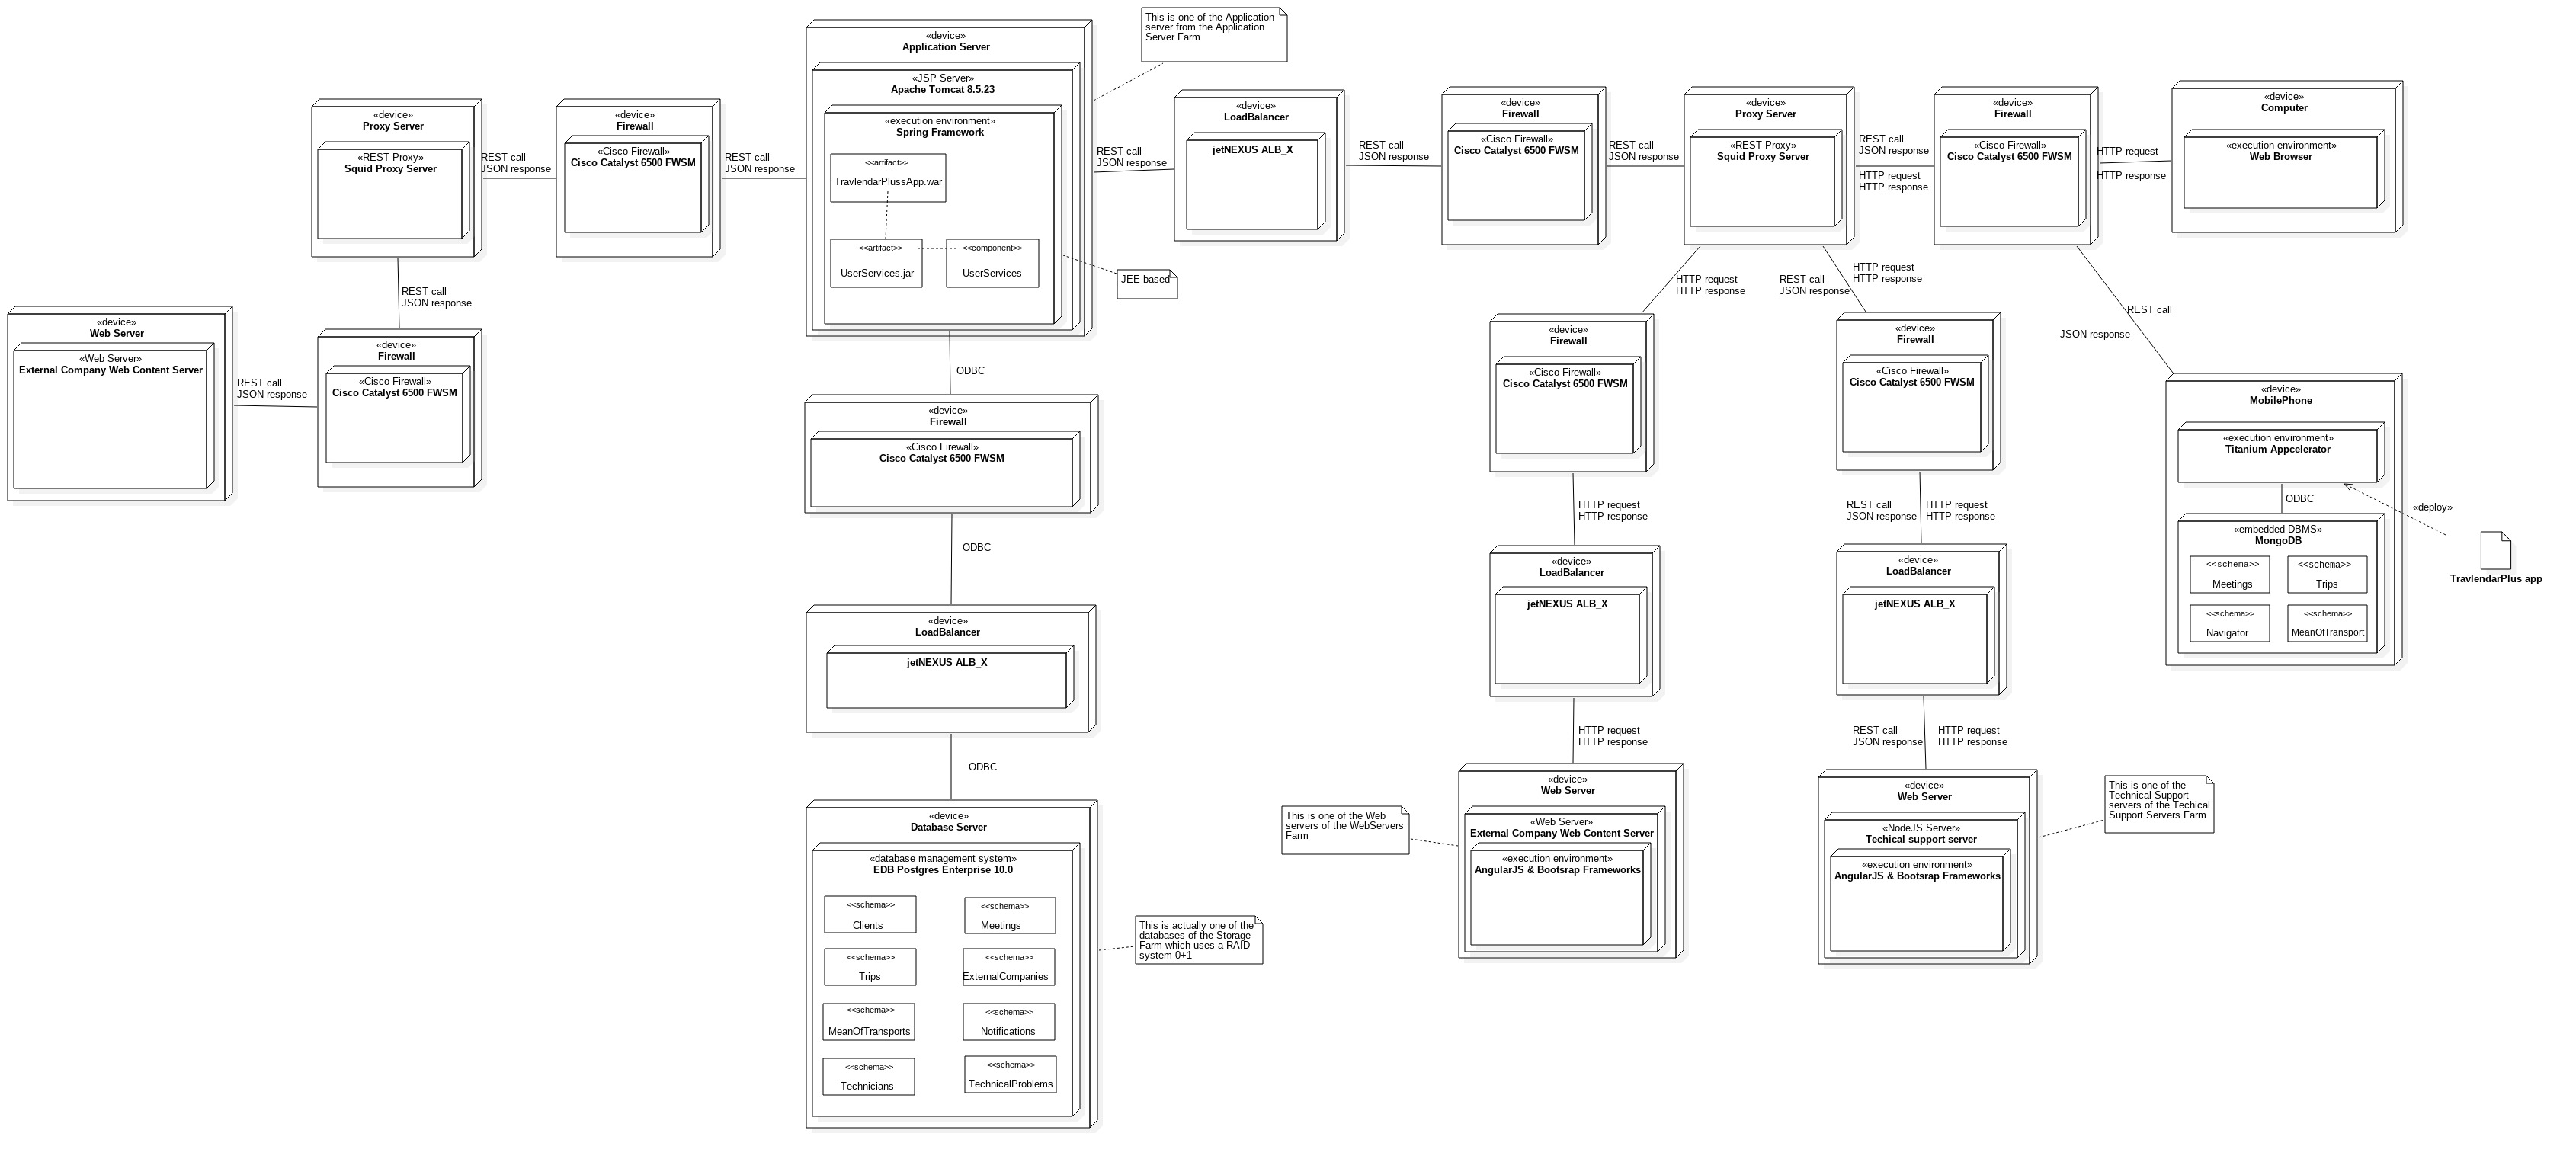 This is one of the Application
server from the Application
Server Farm
«device»
Application Server
«JSP Server»
Apache Tomcat 8.5.23
«execution environment»
Spring Framework
<<artifact>>
TravlendarPlussApp.war
<<artifact>>
UserServices.jar
<<component>>
UserServices
JEE based
«device»
Proxy Server
«REST Proxy»
Squid Proxy Server
REST call
JSON response
«device»
Firewall
«Cisco Firewall»
Cisco Catalyst 6500 FWSM
REST call
JSON response
REST call
JSON response
«device»
Web Server
«Web Server»
External Company Web Content Server
REST call
JSON response
«device»
Firewall
«Cisco Firewall»
Cisco Catalyst 6500 FWSM
REST call
JSON response
«device»
LoadBalancer
jetNEXUS ALB_X
REST call
JSON response
«device»
Firewall
«Cisco Firewall»
Cisco Catalyst 6500 FWSM
REST call
JSON response
«device»
Proxy Server
«REST Proxy»
Squid Proxy Server
REST call
JSON response
HTTP request
HTTP response
«device»
Firewall
«Cisco Firewall»
Cisco Catalyst 6500 FWSM
HTTP request
HTTP response
«device»
Computer
«execution environment»
Web Browser
HTTP request
HTTP response
REST call
JSON response
HTTP request
HTTP response
REST call
JSON response
ODBC
«device»
Firewall
«Cisco Firewall»
Cisco Catalyst 6500 FWSM
ODBC
«device»
LoadBalancer
jetNEXUS ALB_X
ODBC
«device»
Database Server
«database management system»
EDB Postgres Enterprise 10.0
<<schema>>
Clients
<<schema>>
Meetings
<<schema>>
Trips
<<schema>>
ExternalCompanies
<<schema>>
MeanOfTransports
<<schema>>
Notifications
<<schema>>
Technicians
<<schema>>
TechnicalProblems
This is actually one of the
databases of the Storage
Farm which uses a RAID
system 0+1
«device»
Firewall
«Cisco Firewall»
Cisco Catalyst 6500 FWSM
HTTP request
HTTP response
«device»
LoadBalancer
jetNEXUS ALB_X
HTTP request
HTTP response
«device»
Web Server
«Web Server»
External Company Web Content Server
«execution environment»
AngularJS & Bootsrap Frameworks
This is one of the Web
servers of the WebServers
Farm
«device»
Firewall
«Cisco Firewall»
Cisco Catalyst 6500 FWSM
REST call
JSON response
HTTP request
HTTP response
«device»
LoadBalancer
jetNEXUS ALB_X
REST call
JSON response
HTTP request
HTTP response
«device»
Web Server
«NodeJS Server»
Techical support server
«execution environment»
AngularJS & Bootsrap Frameworks
This is one of the
Technical Support
servers of the Techical
Support Servers Farm
«device»
MobilePhone
«execution environment»
Titanium Appcelerator
ODBC
«embedded DBMS»
MongoDB
<<schema>>
Meetings
<<schema>>
Trips
<<schema>>
Navigator
<<schema>>
MeanOfTransport
«deploy»
TravlendarPlus app